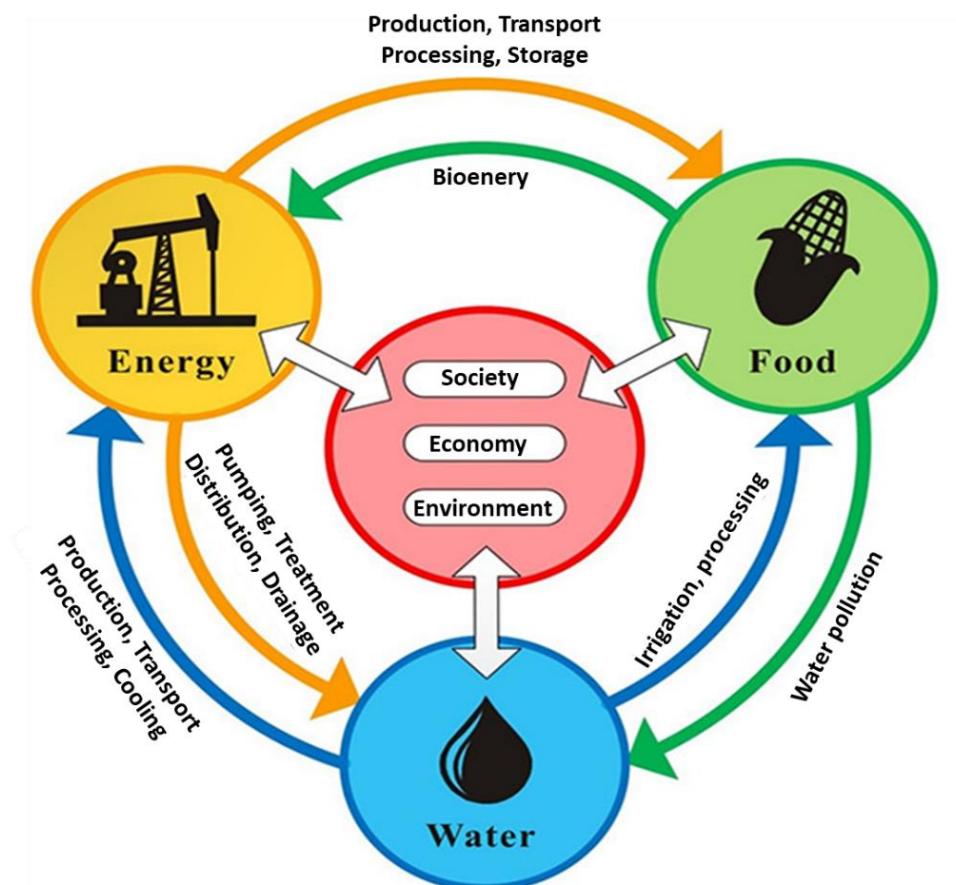 Production, Transport
Processing, Storage
Bioenery
Energy
Food
Society
Economy
Environment
Pumping, Treatment
Distribution, Drainage
Production, Transport
Processing, Cooling
Irrigation, processing
Water pollution
Water